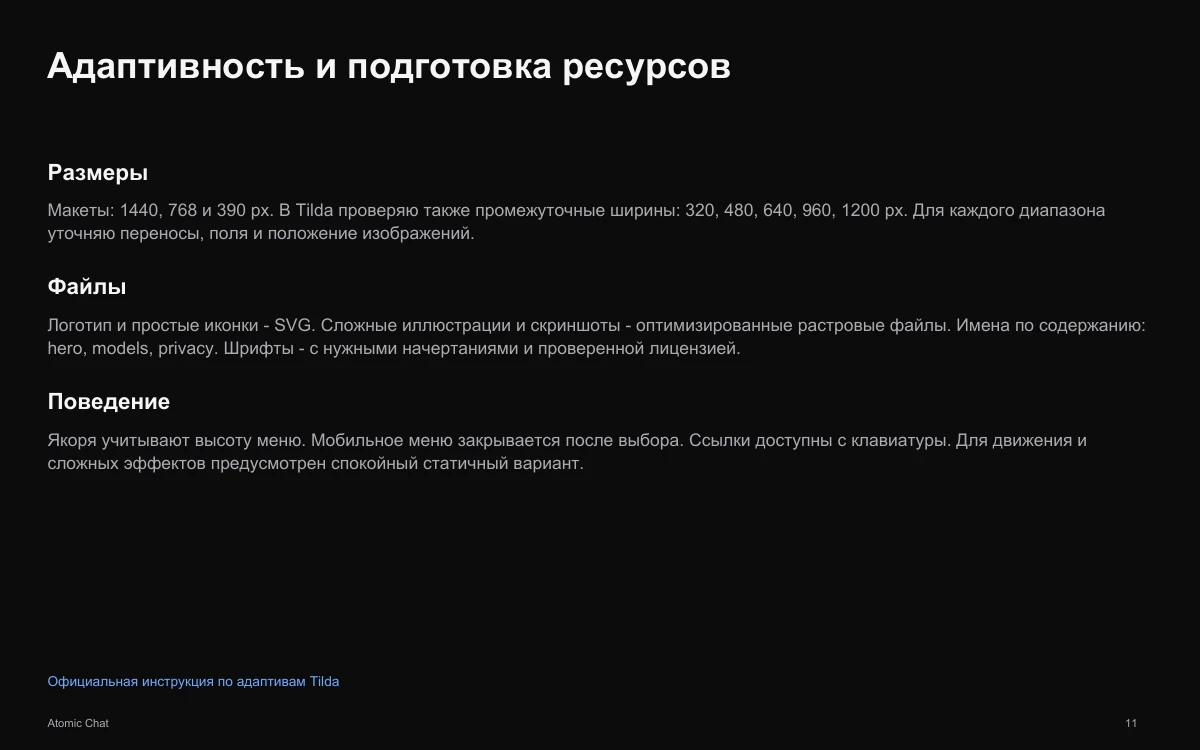 Адаптивность и подготовка ресурсов
Размеры
Макеты: 1440, 768 и 390 px. В Tilda проверяю также промежуточные ширины: 320, 480, 640, 960, 1200 px. Для каждого диапазона
уточняю переносы, поля и положение изображений.
Файлы
Логотип и простые иконки - SVG. Сложные иллюстрации и скриншоты - оптимизированные растровые файлы. Имена по содержанию:
hero, models, privacy. Шрифты - с нужными начертаниями и проверенной лицензией.
Поведение
Якоря учитывают высоту меню. Мобильное меню закрывается после выбора. Ссылки доступны с клавиатуры. Для движения и
сложных эффектов предусмотрен спокойный статичный вариант.
Официальная инструкция по адаптивам Tilda
Atomic Chat
11